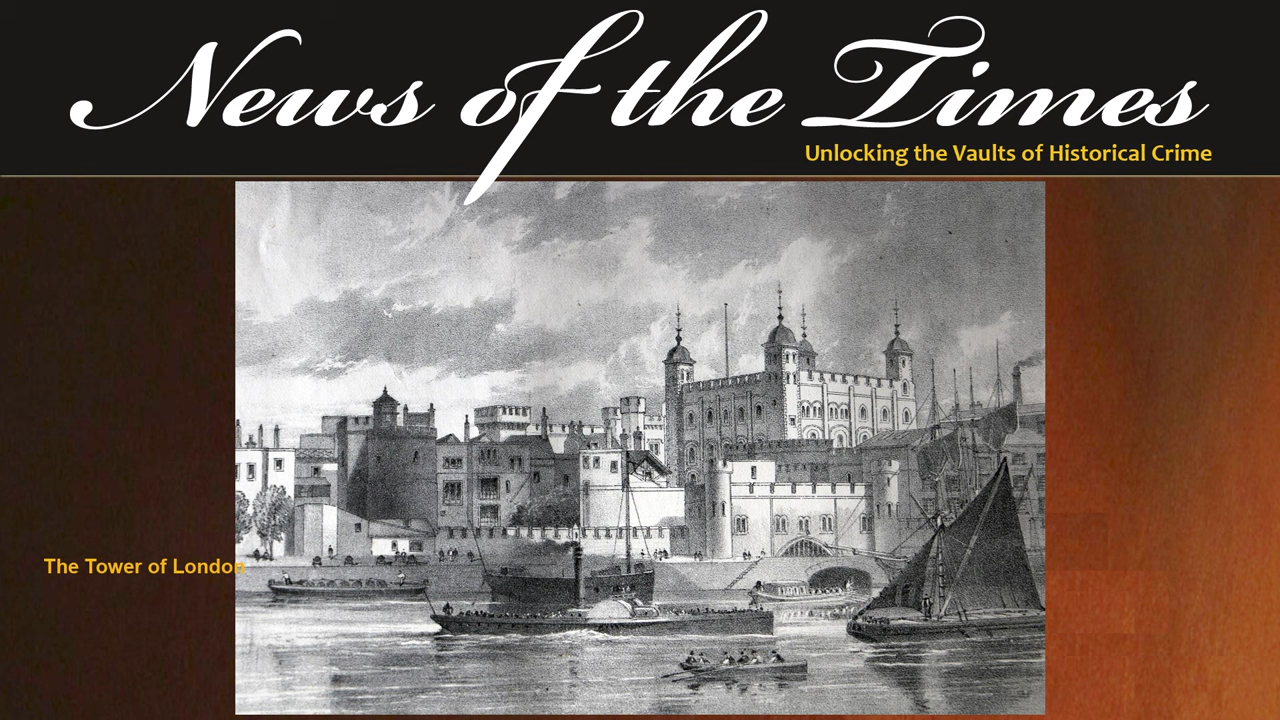 News of the Times
Unlocking the Vaults of Historical Crime
The Tower of London